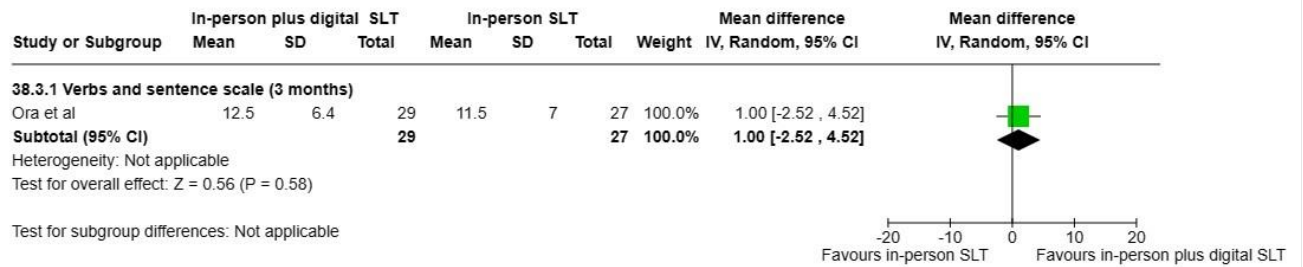 In-person plus digital SLT In-person SLT Mean difference Mean difference
Study or Subgroup Mean SD Total Mean SD Total Weight IV, Random, 95% CI IV, Random, 95% CI
38.3.1 Verbs and sentence scale (3 months)
Ora et al 12.5 6.4 29 11.5 7 27 100.0% 1.00 [-2.52 , 4.52]
Subtotal (95% CI) 29 27 100.0% 1.00 [-2.52 , 4.52]
Heterogeneity: Not applicable
Test for overall effect: Z = 0.56 (P = 0.58)
Test for subgroup differences: Not applicable
-20 -10 0 10 20
Favours in-person SLT Favours in-person plus digital SLT